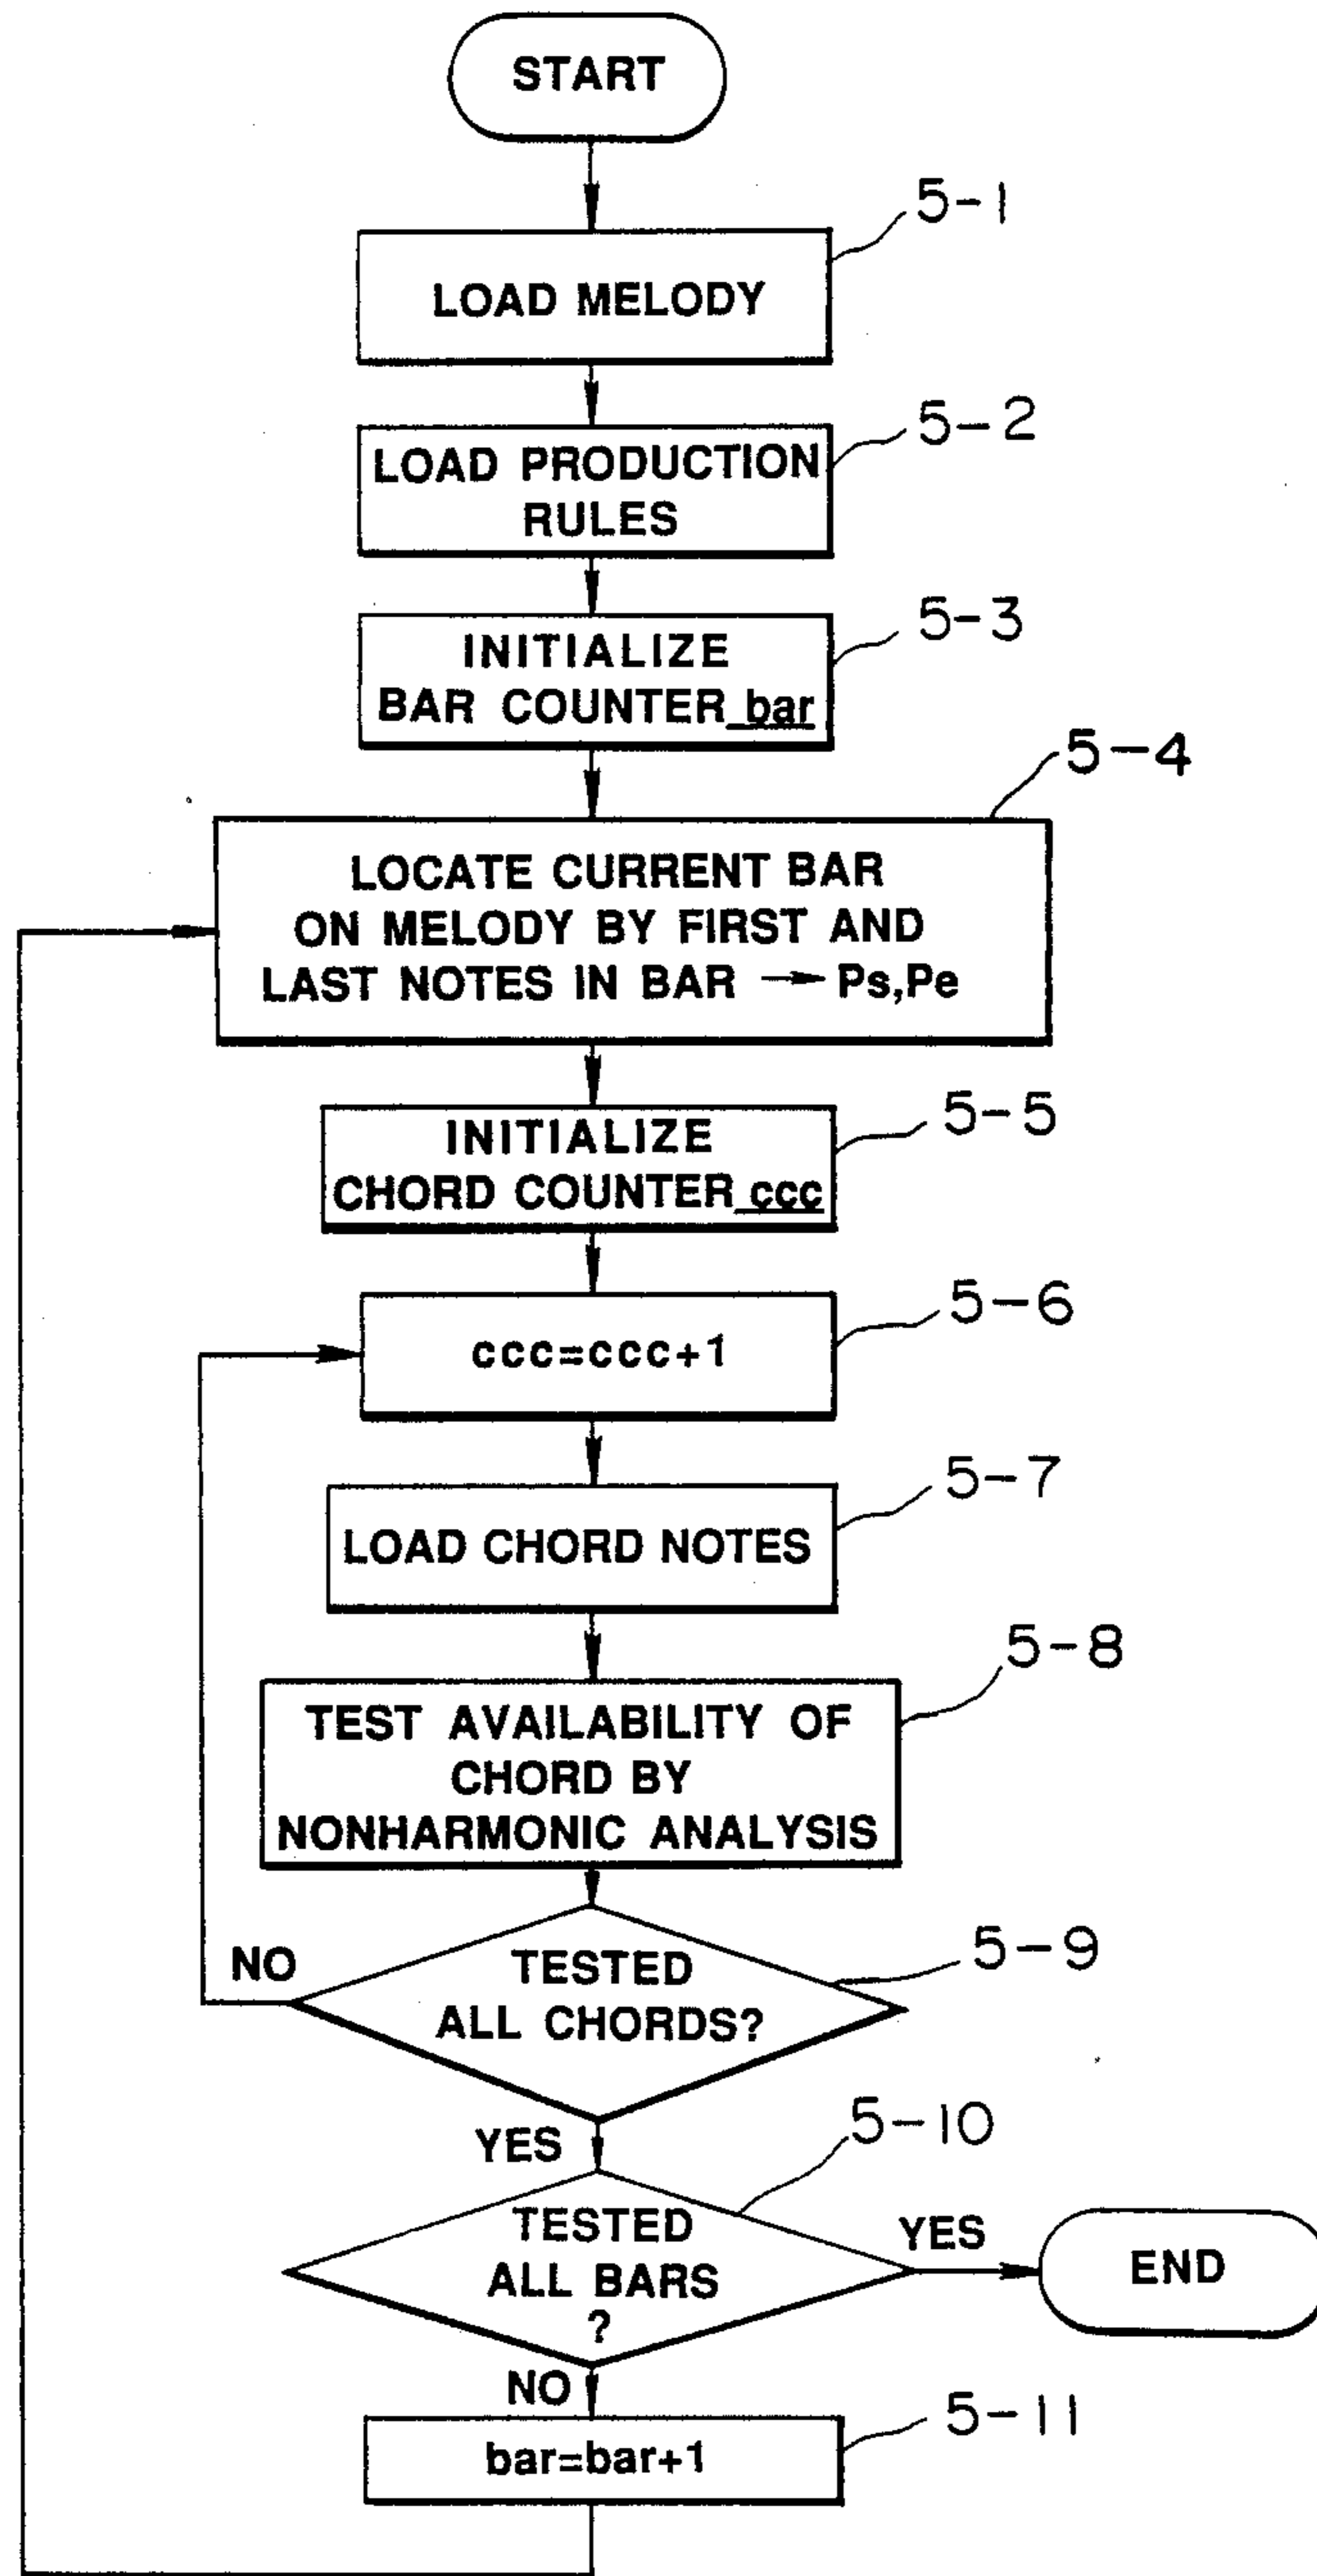 START
5-1
LOAD MELODY
5-2
LOAD PRODUCTION
RULES
5-3
INITIALIZE
BAR COUNTER bar
5-4
LOCATE CURRENT BAR
ON MELODY BY FIRST AND
LAST NOTES IN BAR → Ps,Pe
5-5
INITIALIZE
CHORD COUNTER ccc
5-6
ccc=ccc+1
5-7
LOAD CHORD NOTES
5-8
TEST AVAILABILITY OF
CHORD BY
NONHARMONIC ANALYSIS
5-9
NO
TESTED
ALL CHORDS?
YES
5-10
TESTED
ALL BARS
?
YES
END
NO
5-11
bar=bar+1